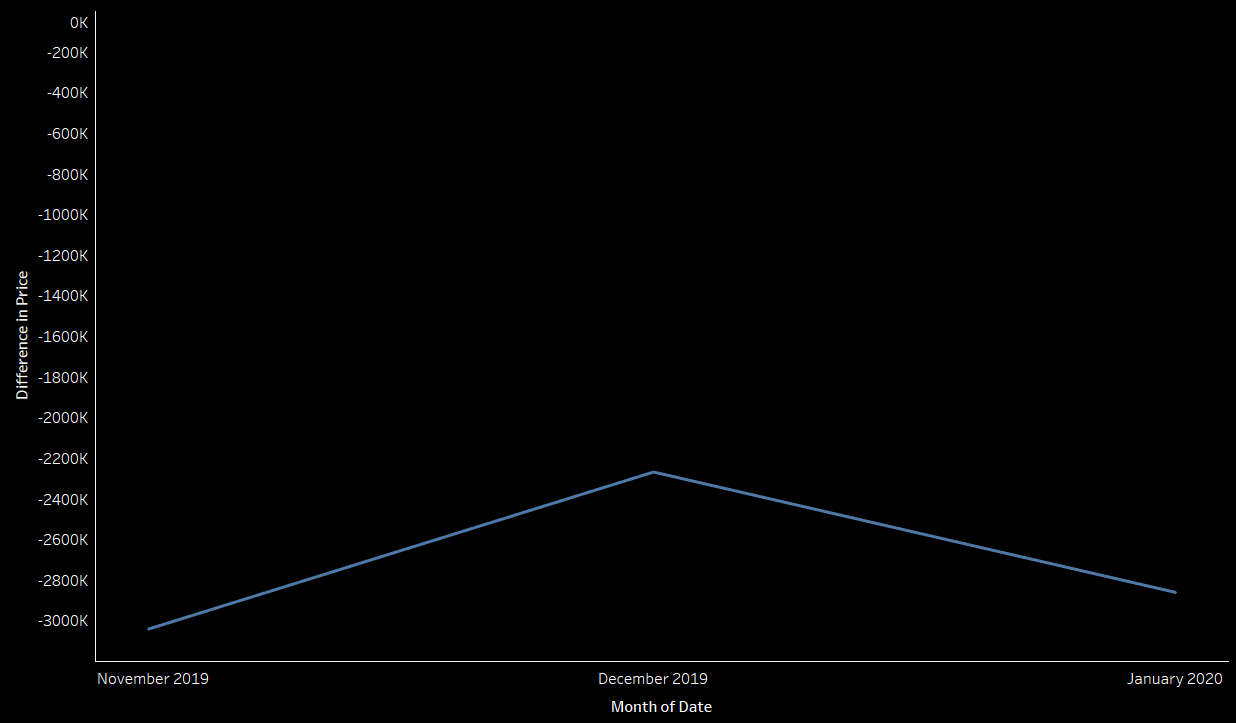 0K
-200K
-400K
-600K
-800K
-1000K
-1200K
-1400K
-1600K
-1800K
-2000K
-2200K
-2400K
-2600K
-2800K
-3000K
Difference in Price
November 2019 December 2019 January 2020
Month of Date